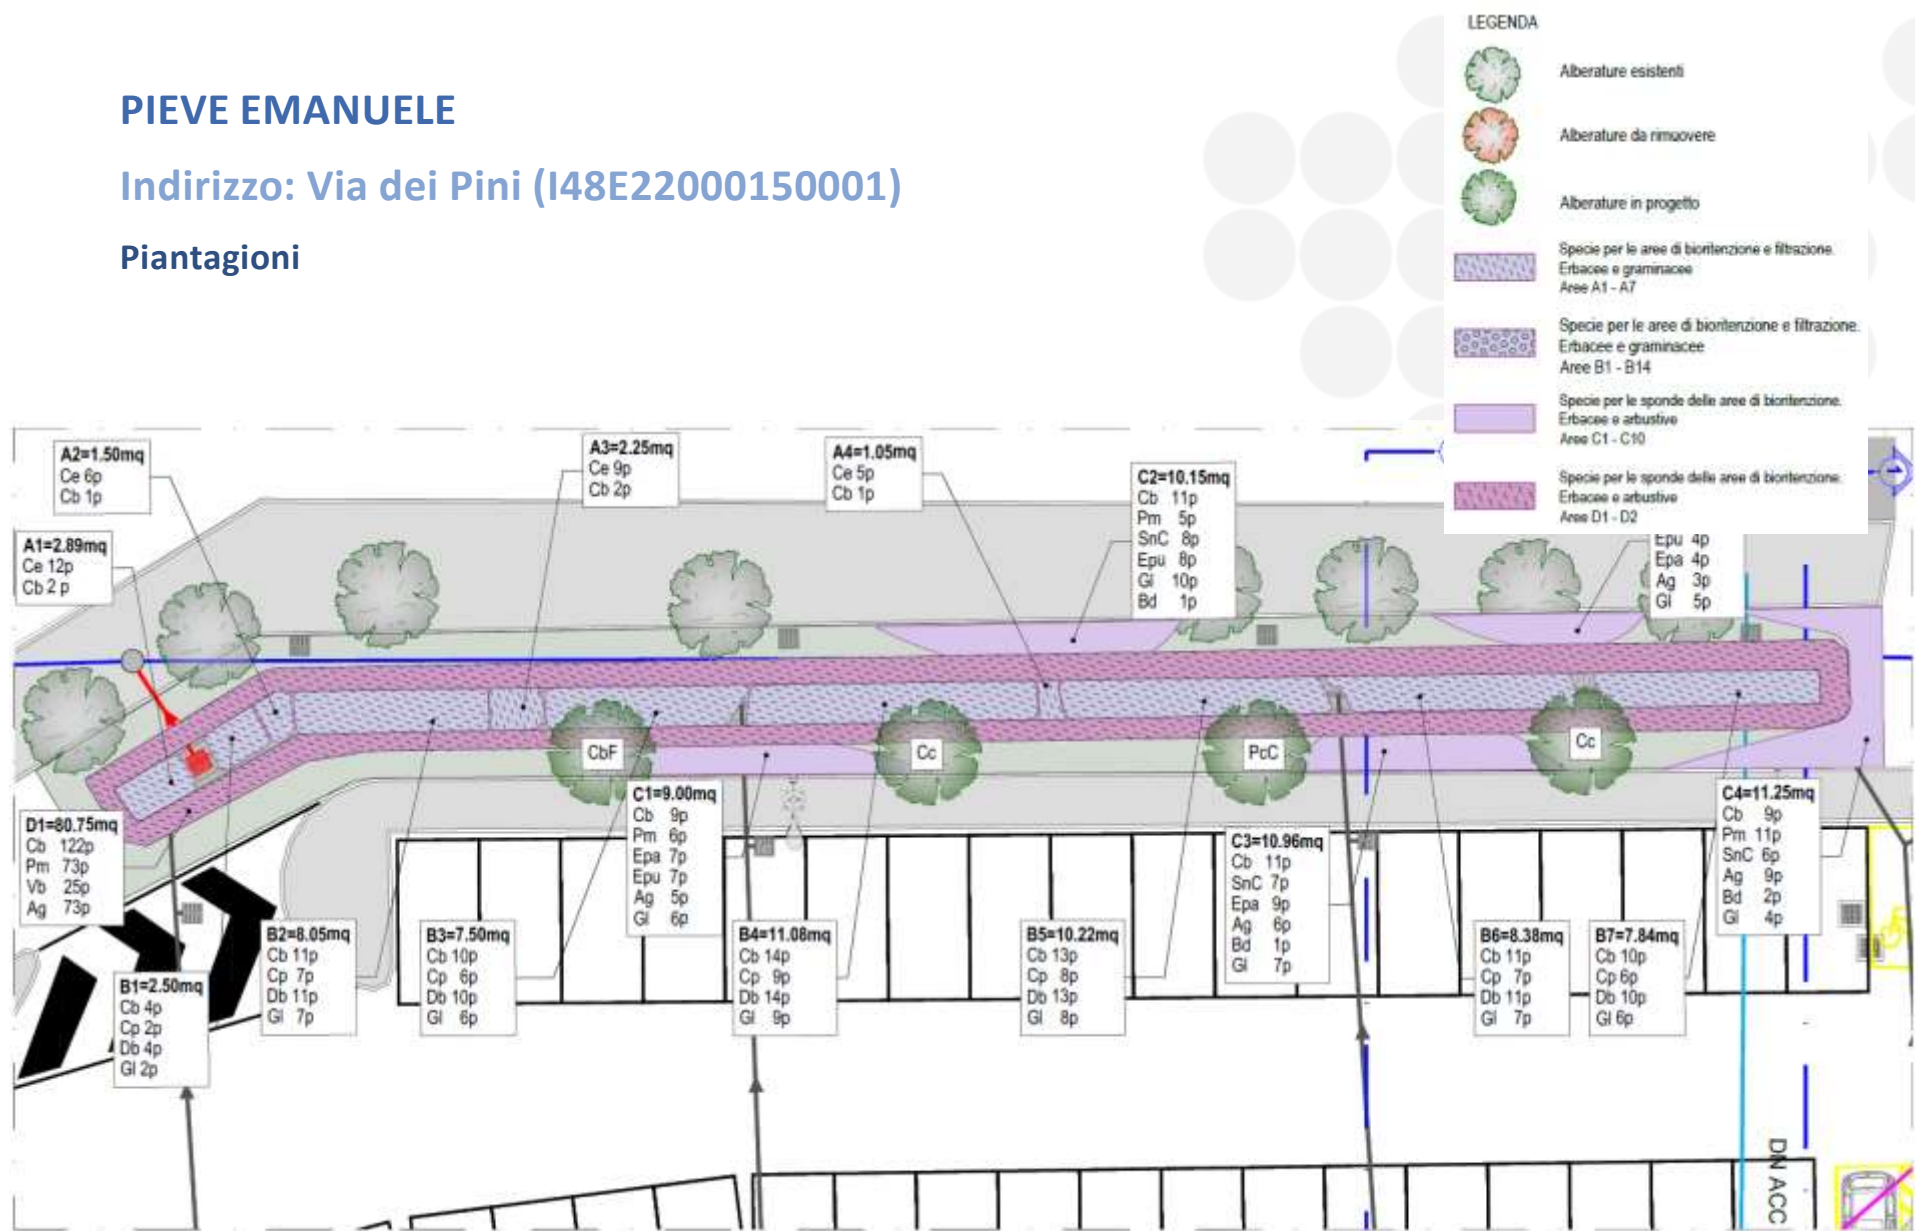 PIEVE EMANUELE
Indirizzo: Via dei Pini (I48E22000150001)
Piantagioni
LEGENDA
Alberature esistenti
Alberature da rimuovere
Alberature in progetto
Specie per le aree di bioritenzione e filtrazione.
Erbacee e graminacee
Aree A1 - A7
Specie per le aree di bioritenzione e filtrazione.
Erbacee e graminacee
Aree B1 - B14
Specie per le sponde delle aree di bioritenzione.
Erbacee e arbustive
Aree C1 - C10
Specie per le sponde delle aree di bioritenzione.
Erbacee e arbustive
Aree D1 - D2
A2=1.50mq
Ce 6p
Cb 1p
A3=2.25mq
Ce 9p
Cb 2p
A4=1.05mq
Ce 5p
Cb 1p
C2=10.15mq
Cb 11p
Pm 5p
SnC 8p
Epu 8p
Gl 10p
Bd 1p
Epu 4p
Epa 4p
Ag 3p
Gl 5p
1
A1=2.89mq
Ce 12p
Cb 2 p
CbF
Cc
PcC
Cc
D1=80.75mq
Cb 122p
Pm 73p
Vb 25p
Ag 73p
C1=9.00mq
Cb 9p
Pm 6p
Epa 7p
Epu 7p
Ag 5p
Gl 6p
C3=10.96mq
Cb 11p
SnC 7p
Epa 9p
Ag 6p
Bd 1p
Gl 7p
C4=11.25mq
Cb 9p
Pm 11p
SnC 6p
Ag 9p
Bd 2p
Gl 4p
B1=2.50mq
Cb 4p
Cp 2p
Db 4p
Gl 2p
B2=8.05mq
Cb 11p
Cp 7p
Db 11p
Gl 7p
B3=7.50mq
Cb 10p
Cp 6p
Db 10p
Gl 6p
B4=11.08mq
Cb 14p
Cp 9p
Db 14p
Gl 9p
B5=10.22mq
Cb 13p
Cp 8p
Db 13p
Gl 8p
B6=8.38mq
Cb 11p
Cp 7p
Db 11p
Gl 7p
B7=7.84mq
Cb 10p
Cp 6p
Db 10p
Gl 6p
DN ACC